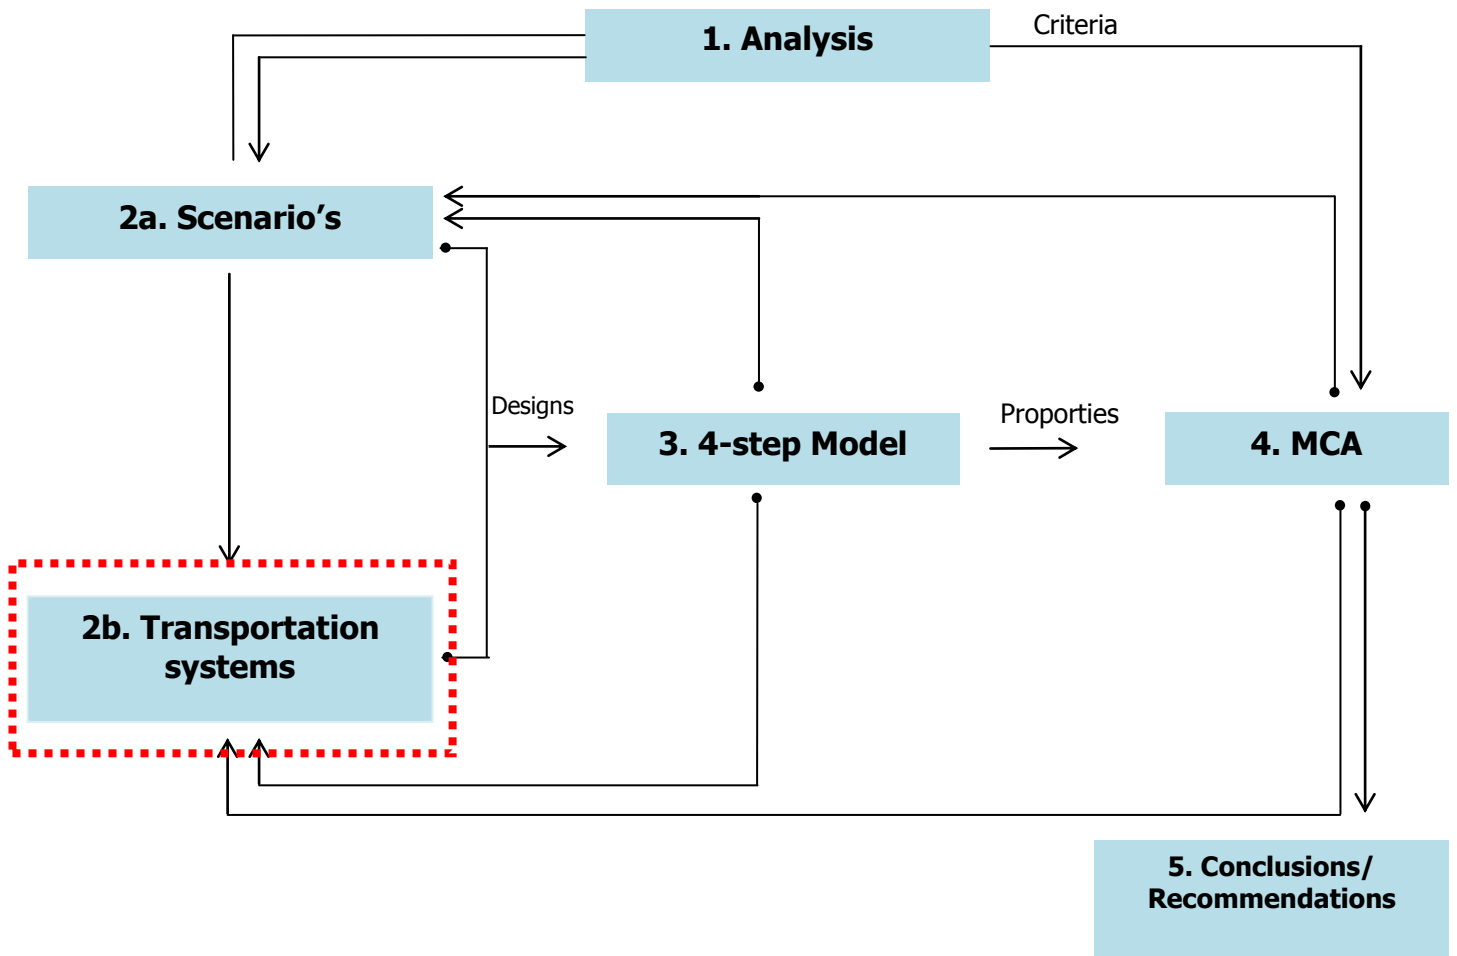 1. Analysis
Criteria
2a. Scenario’s
Designs
3. 4-step Model
Proporties
4. MCA
2b. Transportation
systems
5. Conclusions/
Recommendations